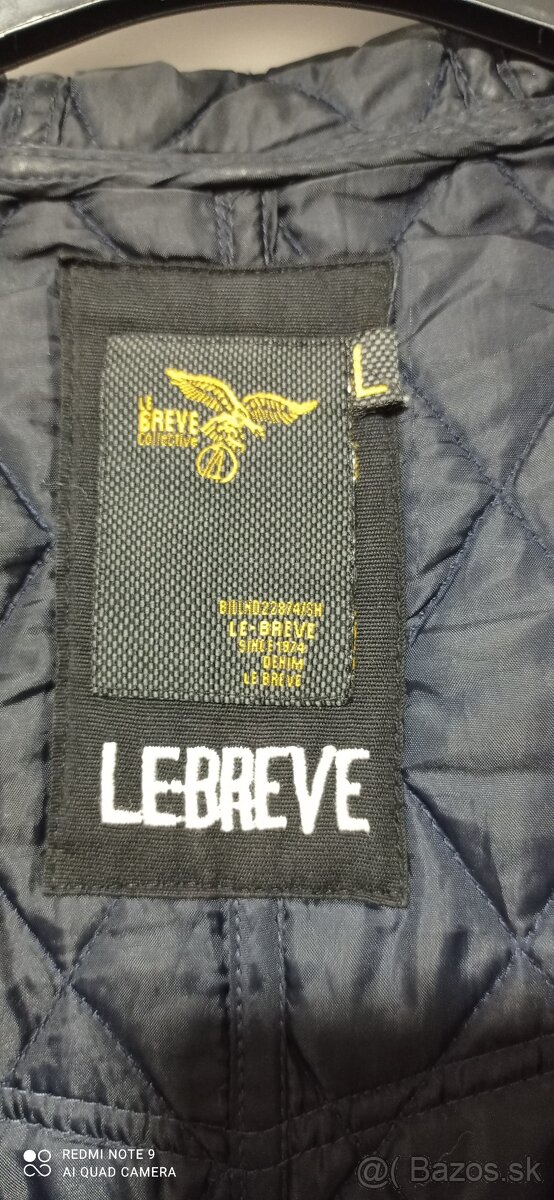 L
LE
BREVE
Collective
LE-BREVE
SINCE 1974
DENIM
LE BREVE
LE-BREVE
REDMI NOTE 9
AI QUAD CAMERA
@( Bazos.sk